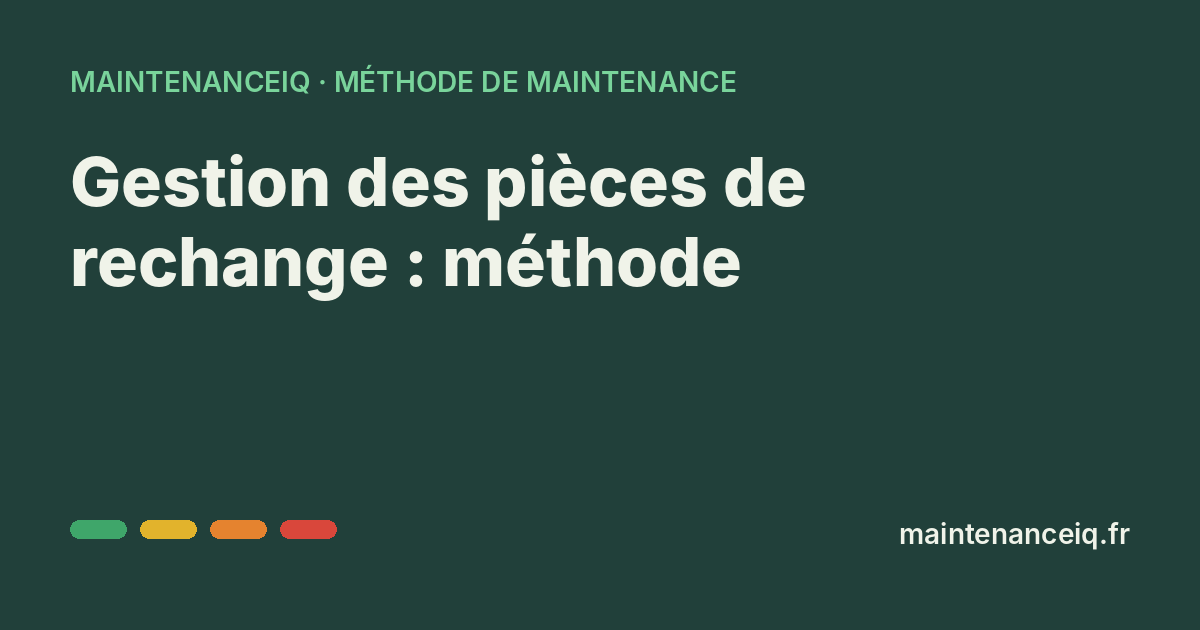 MAINTENANCEIQ · MÉTHODE DE MAINTENANCE
Gestion des pièces de
rechange : méthode
maintenanceiq.fr